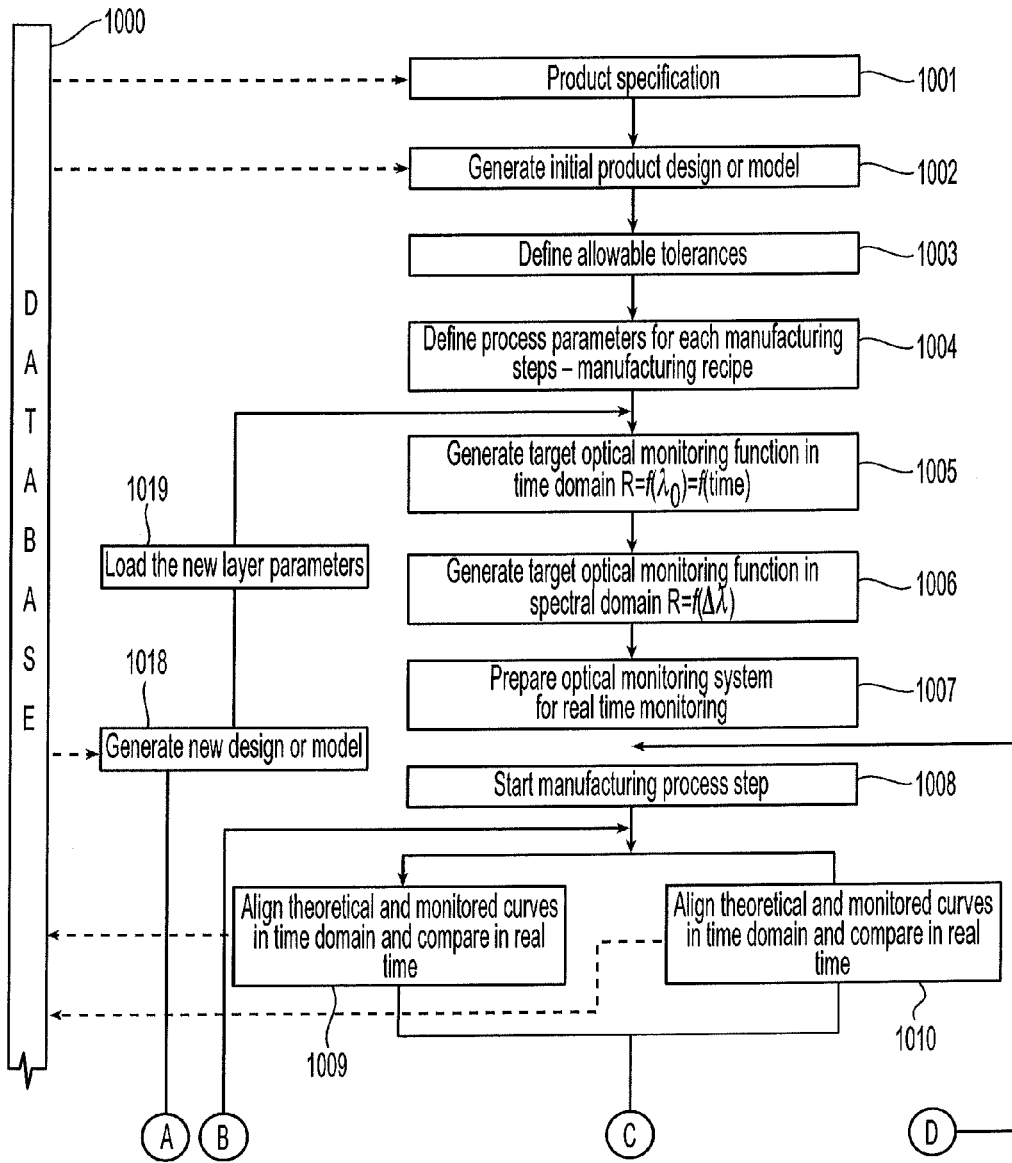 1000
Product specification
1001
Generate initial product design or model
1002
Define allowable tolerances
1003
Define process parameters for each manufacturing
steps – manufacturing recipe
1004
Generate target optical monitoring function in
time domain R=f(λ0)=f(time)
1005
1019
Load the new layer parameters
Generate target optical monitoring function in
spectral domain R=f(Δλ)
1006
1018
Generate new design or model
Prepare optical monitoring system
for real time monitoring
1007
Start manufacturing process step
1008
Align theoretical and monitored curves
in time domain and compare in real
time
1009
Align theoretical and monitored curves
in time domain and compare in real
time
1010
DATABASE
A
B
C
D